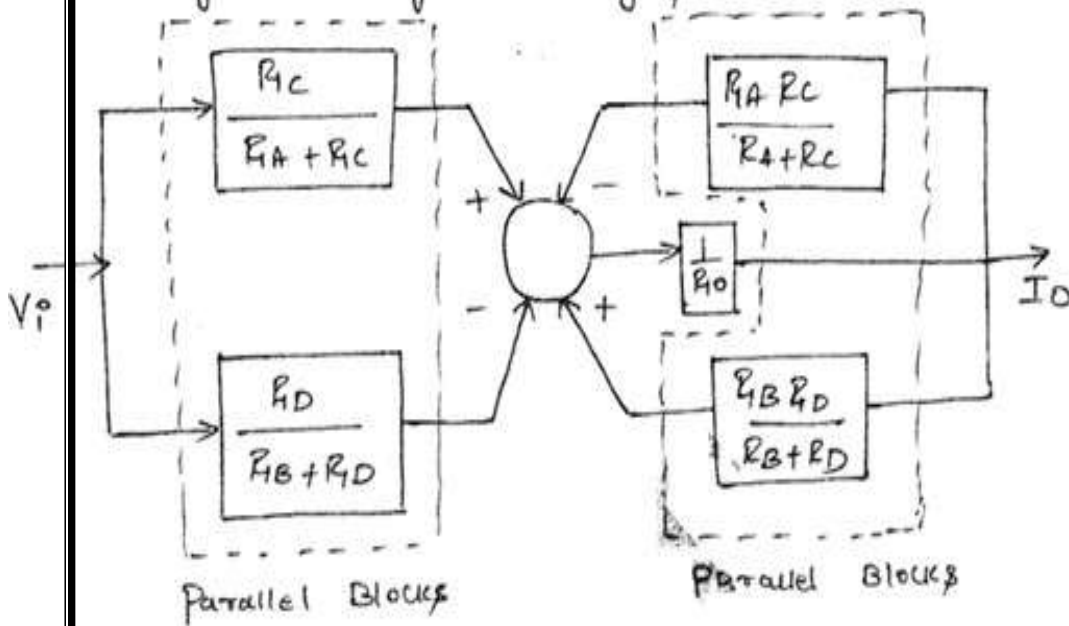 RC
RA + RC
RA RC
RA + RC
+
-
1
R0
Vi
I0
-
+
RD
RB + RD
RB RD
RB + RD
Parallel Blocks
Parallel Blocks